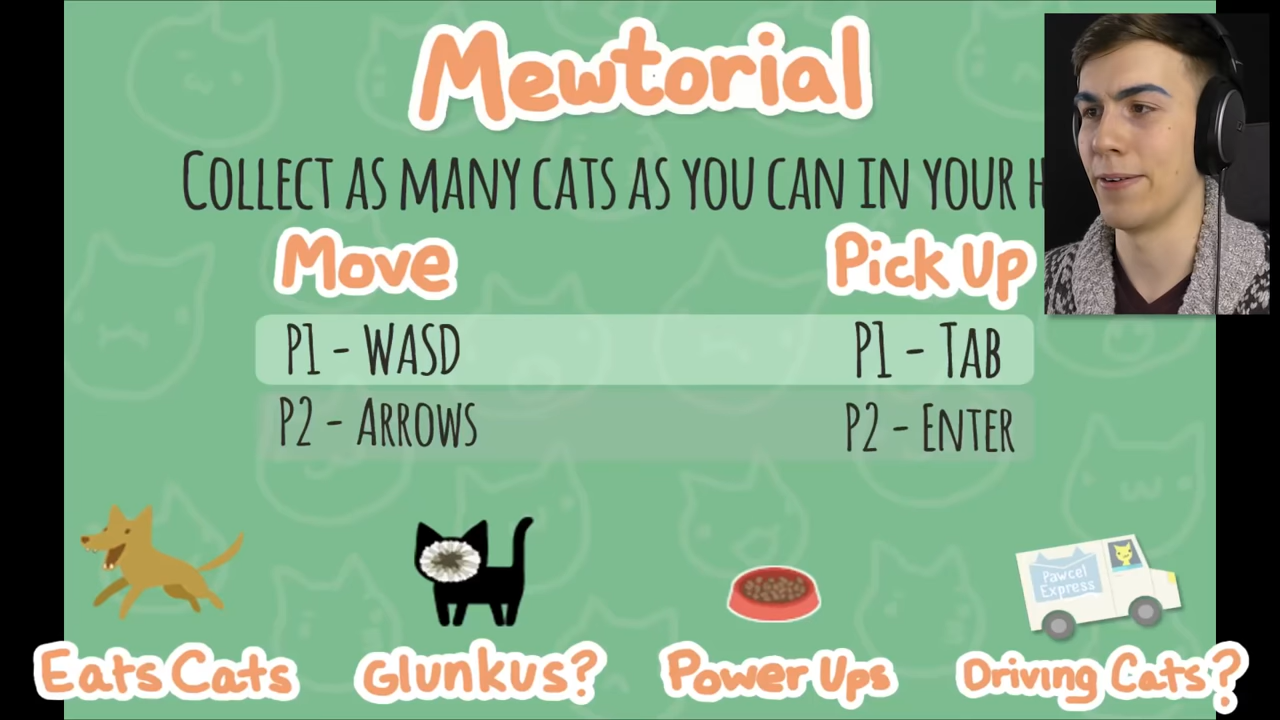 Mewtorial
COLLECT AS MANY CATS AS YOU CAN IN YOUR
Move
Pick Up
P1 - WASD
P1 - TAB
P2 - ARROWS
P2 - ENTER
Pawcel
Express
Eats Cats
Glunkus?
Power Ups
Driving Cats?